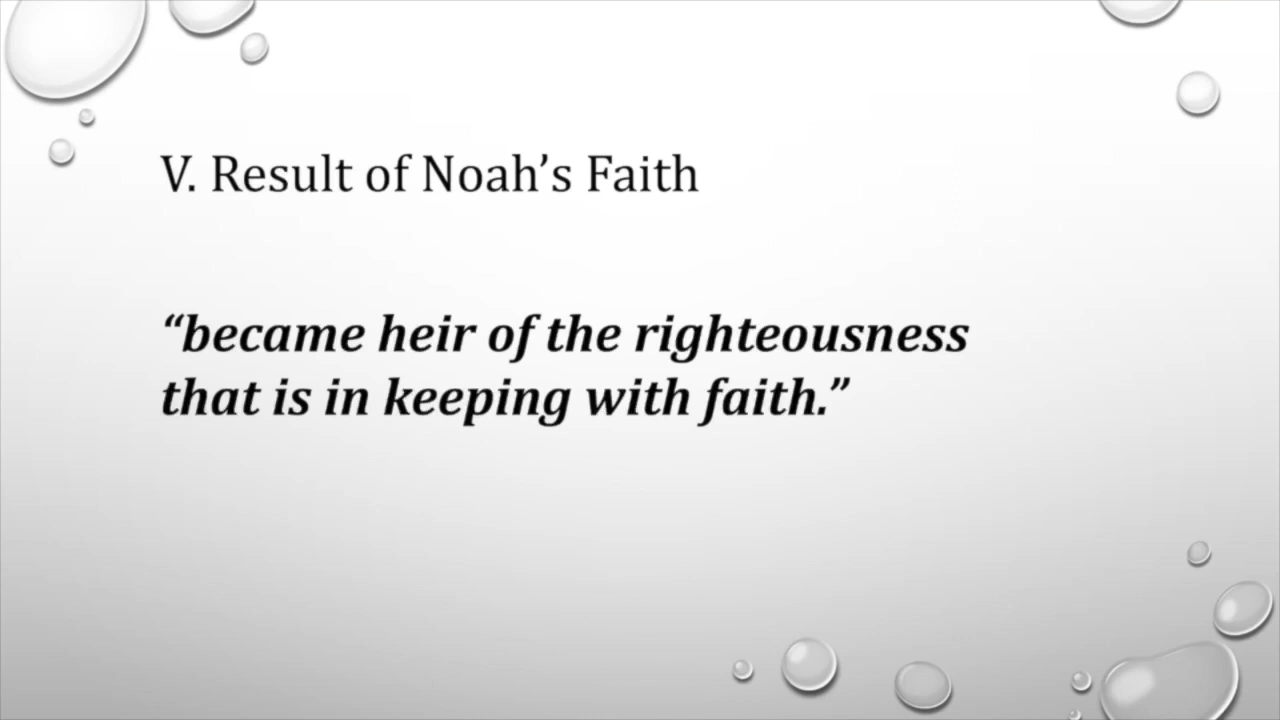 V. Result of Noah’s Faith
“became heir of the righteousness
that is in keeping with faith.”